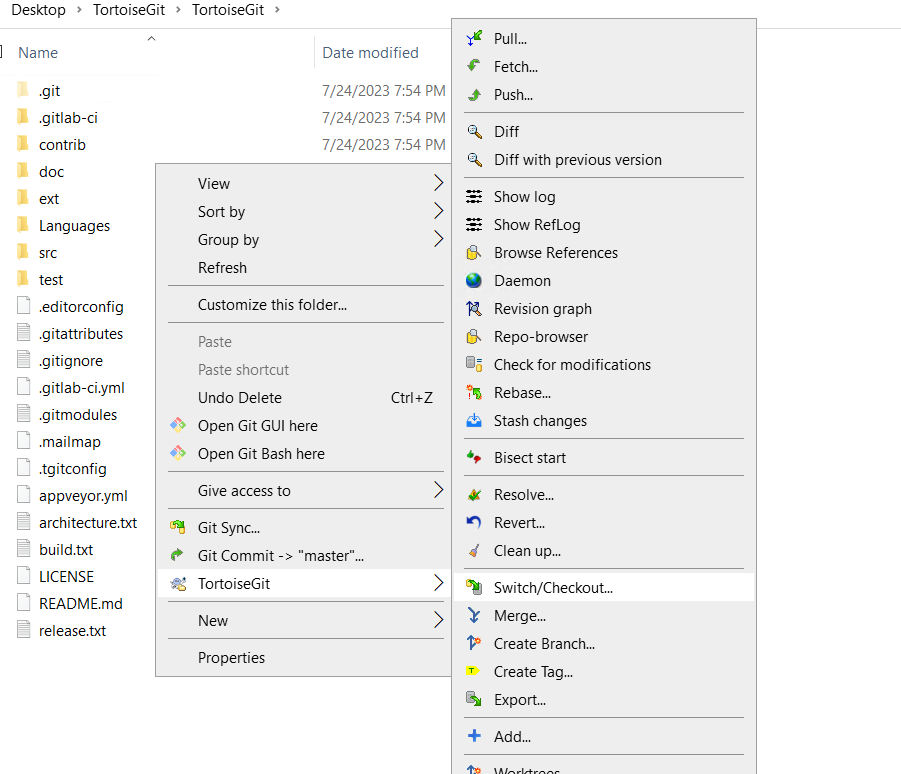 Desktop > TortoiseGit > TortoiseGit >
Name
Date modified
.git
7/24/2023 7:54 PM
.gitlab-ci
7/24/2023 7:54 PM
contrib
7/24/2023 7:54 PM
doc
ext
Languages
src
test
.editorconfig
.gitattributes
.gitignore
.gitlab-ci.yml
.gitmodules
.mailmap
.tgitconfig
appveyor.yml
architecture.txt
build.txt
LICENSE
README.md
release.txt
View
Sort by
Group by
Refresh
Customize this folder...
Paste
Paste shortcut
Undo Delete Ctrl+Z
Open Git GUI here
Open Git Bash here
Give access to
Git Sync...
Git Commit -> "master"...
TortoiseGit
New
Properties
Pull...
Fetch...
Push...
Diff
Diff with previous version
Show log
Show RefLog
Browse References
Daemon
Revision graph
Repo-browser
Check for modifications
Rebase...
Stash changes
Bisect start
Resolve...
Revert...
Clean up...
Switch/Checkout...
Merge...
Create Branch...
Create Tag...
T
Export...
Add...
Worktrees